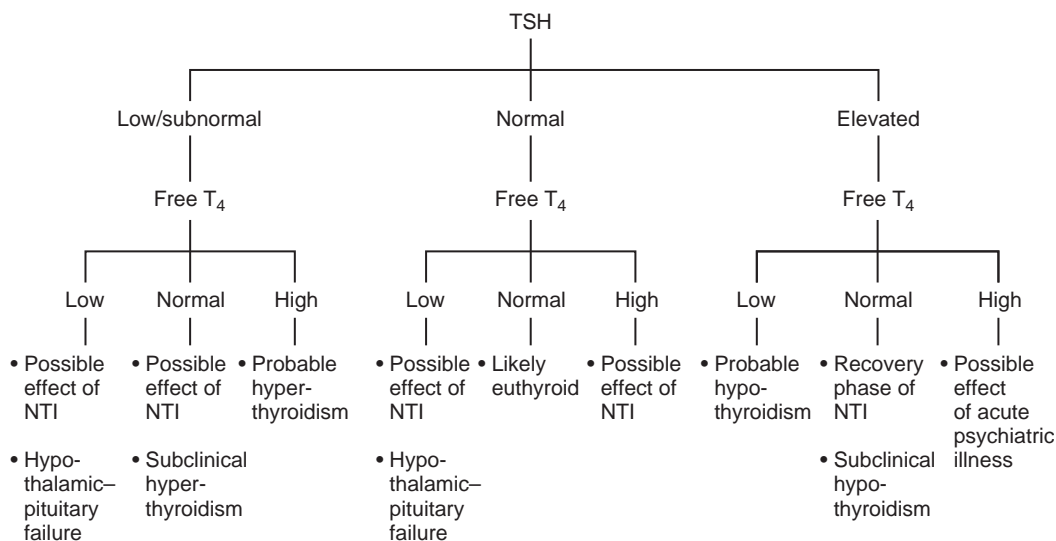 TSH
Low/subnormal
Normal
Elevated
Free T4
Free T4
Free T4
Low
Normal
High
Low
Normal
High
Low
Normal
High
• Possible
effect of
NTI
• Hypo-
thalamic–
pituitary
failure
• Possible
effect of
NTI
• Subclinical
hyper-
thyroidism
• Probable
hyper-
thyroidism
• Possible
effect of
NTI
• Hypo-
thalamic–
pituitary
failure
• Likely
euthyroid
• Possible
effect of
NTI
• Probable
hypo-
thyroidism
• Recovery
phase of
NTI
• Subclinical
hypo-
thyroidism
• Possible
effect
of acute
psychiatric
illness